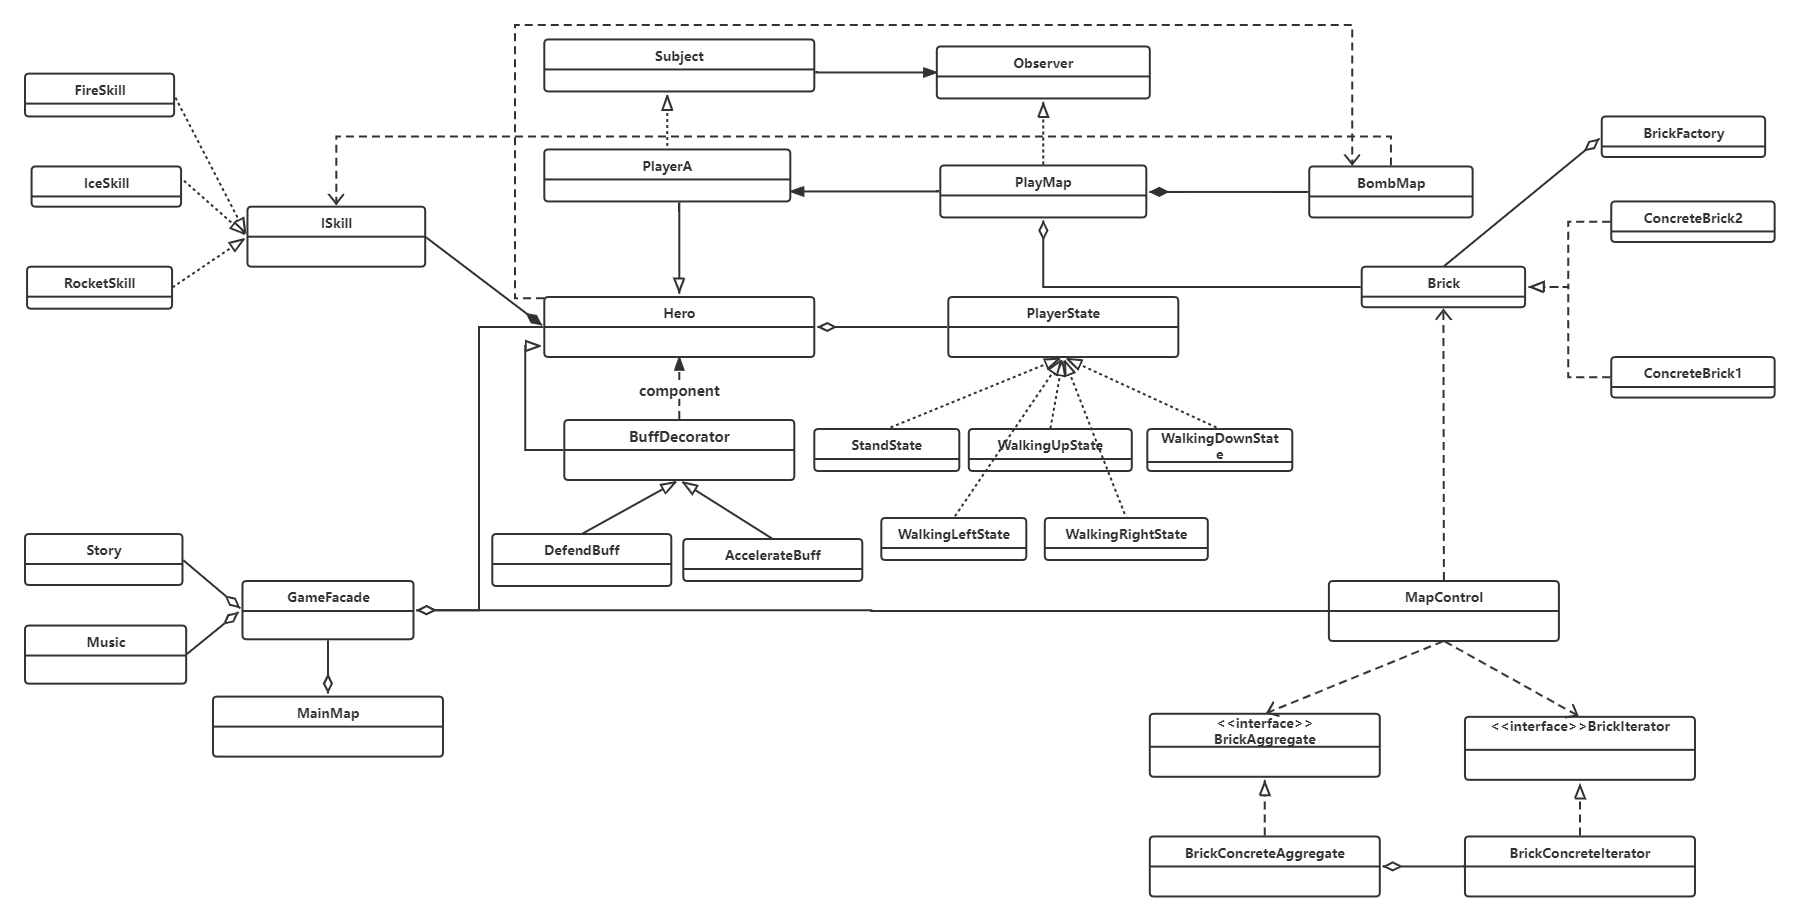 Subject
Observer
FireSkill
BrickFactory
PlayerA
PlayMap
BombMap
IceSkill
ISkill
ConcreteBrick2
RocketSkill
Brick
Hero
PlayerState
ConcreteBrick1
component
BuffDecorator
StandState
WalkingUpState
WalkingDownStat
e
WalkingLeftState
WalkingRightState
Story
DefendBuff
AccelerateBuff
GameFacade
MapControl
Music
MainMap
<<interface>>
BrickAggregate
<<interface>>BrickIterator
BrickConcreteAggregate
BrickConcreteIterator